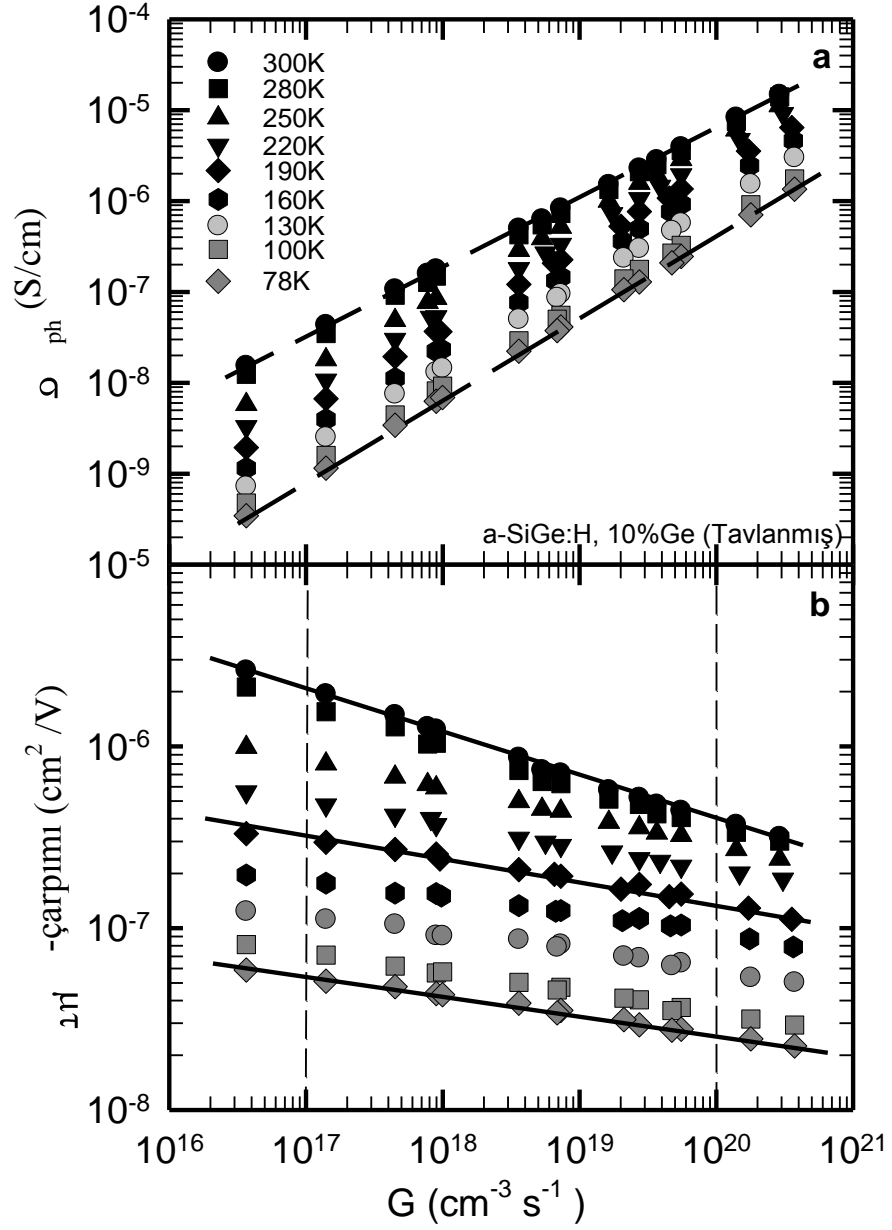 10⁻⁴
a
300K
280K
250K
220K
190K
160K
130K
100K
78K
10⁻⁵
10⁻⁶
10⁻⁷
10⁻⁸
10⁻⁹
10⁻⁵
ph (S/cm)
a-SiGe:H, 10%Ge (Tavlanmış)
b
10⁻⁶
10⁻⁷
10⁻⁸
-çarpımı (cm² /V)
10¹⁶ 10¹⁷ 10¹⁸ 10¹⁹ 10²⁰ 10²¹
G (cm⁻³ s⁻¹ )